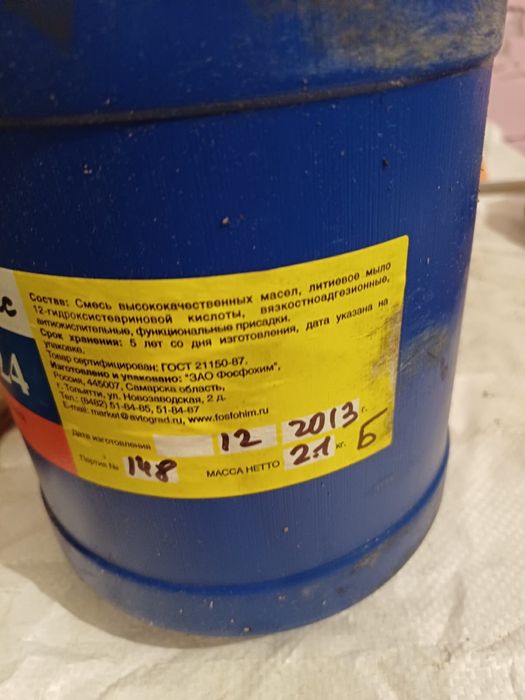 Состав: Смесь высококачественных масел, литиевое мыло
12-гидроксистеариновой кислоты, вязкостноадгезионные,
антиокислительные, функциональные присадки.
Срок хранения: 5 лет со дня изготовления, дата указана на
упаковке.
Товар сертифицирован: ГОСТ 21150-87.
Изготовлено и упаковано: "ЗАО Фосфохим",
Россия, 445007, Самарская область,
г. Тольятти, ул. Новозаводская, 2 д.
Тел.: (8482) 51-64-85, 51-84-87
E-mail: market@avtograd.ru, www.fosfohim.ru
Дата изготовления 12 2013 г.
Партия № 148 МАССА НЕТТО 21 кг. Б